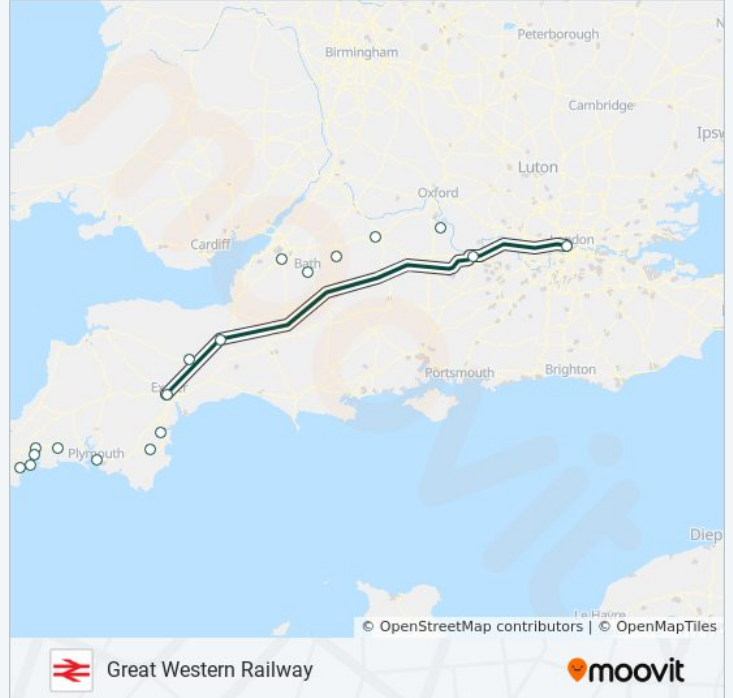 Birmingham
Peterborough
Cambridge
Ipsw
Luton
Oxford
Cardiff
Bath
London
Exeter
Portsmouth
Brighton
Plymouth
Diep
Le Havre
moovit
© OpenStreetMap contributors | © OpenMapTiles
Great Western Railway
moovit